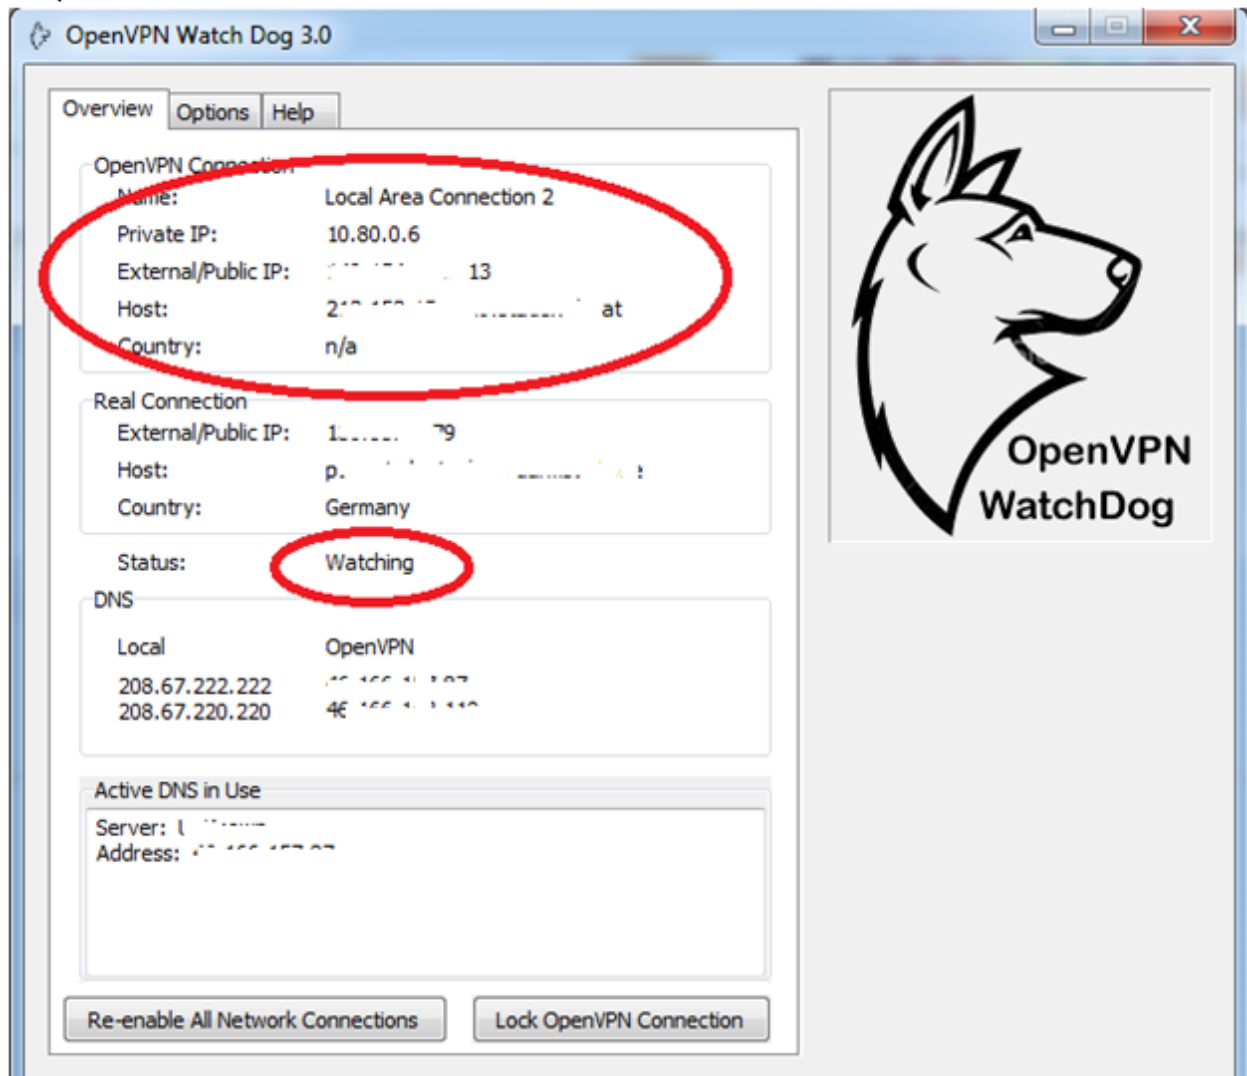 OpenVPN Watch Dog 3.0
Overview Options Help
OpenVPN Connection
Name: Local Area Connection 2
Private IP: 10.80.0.6
External/Public IP: 13
Host: at
Country: n/a
Real Connection
External/Public IP: 79
Host:
Country: Germany
Status: Watching
DNS
Local OpenVPN
208.67.222.222
208.67.220.220
Active DNS in Use
Server:
Address:
Re-enable All Network Connections Lock OpenVPN Connection
OpenVPN
WatchDog